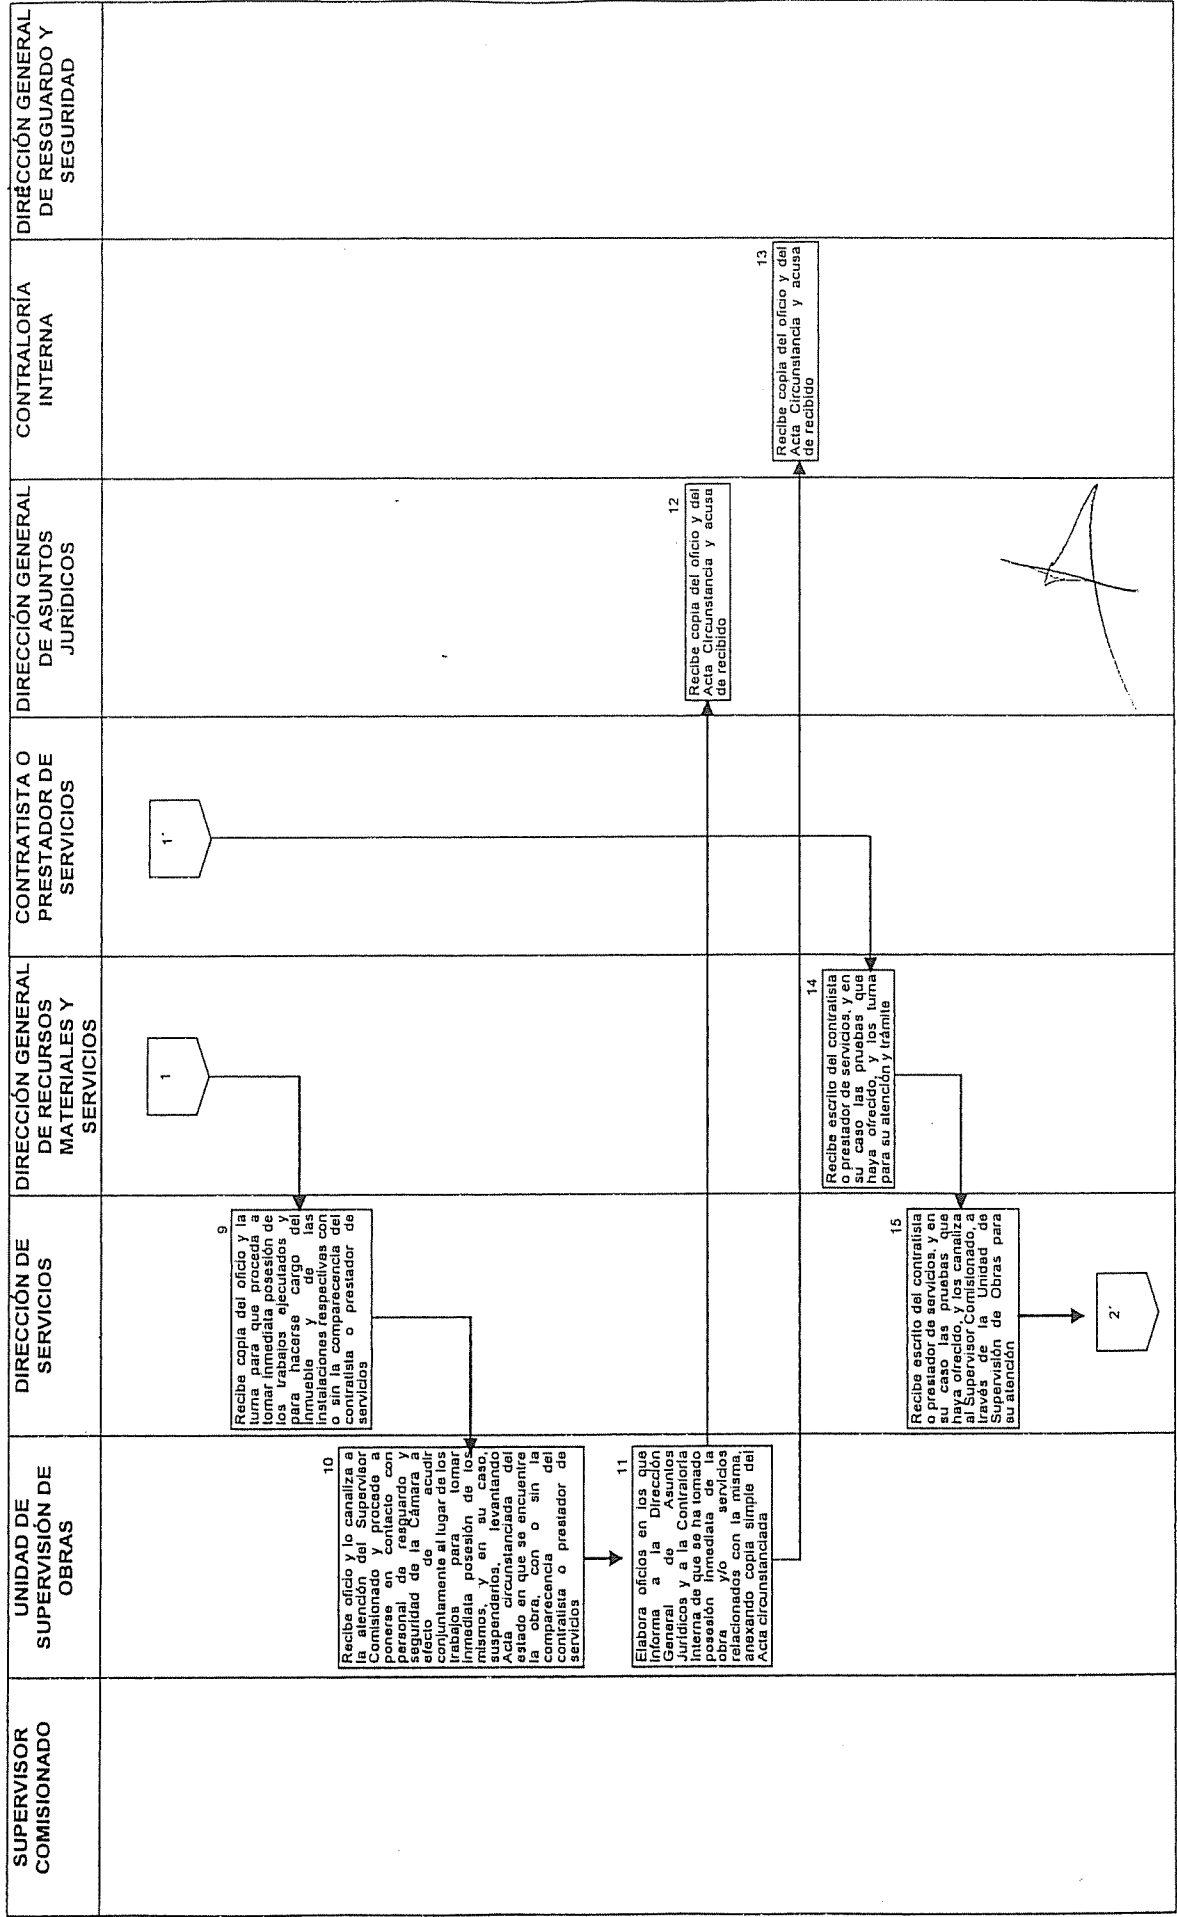 SUPERVISOR
COMISIONADO
UNIDAD DE
SUPERVISIÓN DE
OBRAS
DIRECCIÓN DE
SERVICIOS
DIRECCIÓN GENERAL
DE RECURSOS
MATERIALES Y
SERVICIOS
CONTRATISTA O
PRESTADOR DE
SERVICIOS
DIRECCIÓN GENERAL
DE ASUNTOS
JURÍDICOS
CONTRALORÍA
INTERNA
DIRECCIÓN GENERAL
DE RESGUARDO Y
SEGURIDAD
1
1'
9
Recibe copia del oficio y la
turna para que proceda a
tomar inmediata posesión de
los trabajos ejecutados y
para hacerse cargo del
inmueble y de las
instalaciones respectivas con
o sin la comparecencia del
contratista o prestador de
servicios
10
Recibe oficio y lo canaliza a
la atención del Supervisor
Comisionado y procede a
ponerse en contacto con
personal de resguardo y
seguridad de la Cámara a
efecto de acudir
conjuntamente al lugar de los
trabajos para tomar
inmediata posesión de los
mismos, y en su caso,
suspenderlos, levantando
Acta circunstanciada del
estado en que se encuentre
la obra, con o sin la
comparecencia del
contratista o prestador de
servicios
11
Elabora oficios en los que
informa a la Dirección
General de Asuntos
Jurídicos y a la Contraloría
Interna de que se ha tomado
posesión inmediata de la
obra y/o servicios
relacionados con la misma,
anexando copia simple del
Acta circunstanciada
12
Recibe copia del oficio y del
Acta Circunstancia y acusa
de recibido
13
Recibe copia del oficio y del
Acta Circunstancia y acusa
de recibido
14
Recibe escrito del contratista
o prestador de servicios, y en
su caso las pruebas que
haya ofrecido, y los turna
para su atención y trámite
15
Recibe escrito del contratista
o prestador de servicios, y en
su caso las pruebas que
haya ofrecido, y los canaliza
al Supervisor Comisionado, a
través de la Unidad de
Supervisión de Obras para
su atención
2'